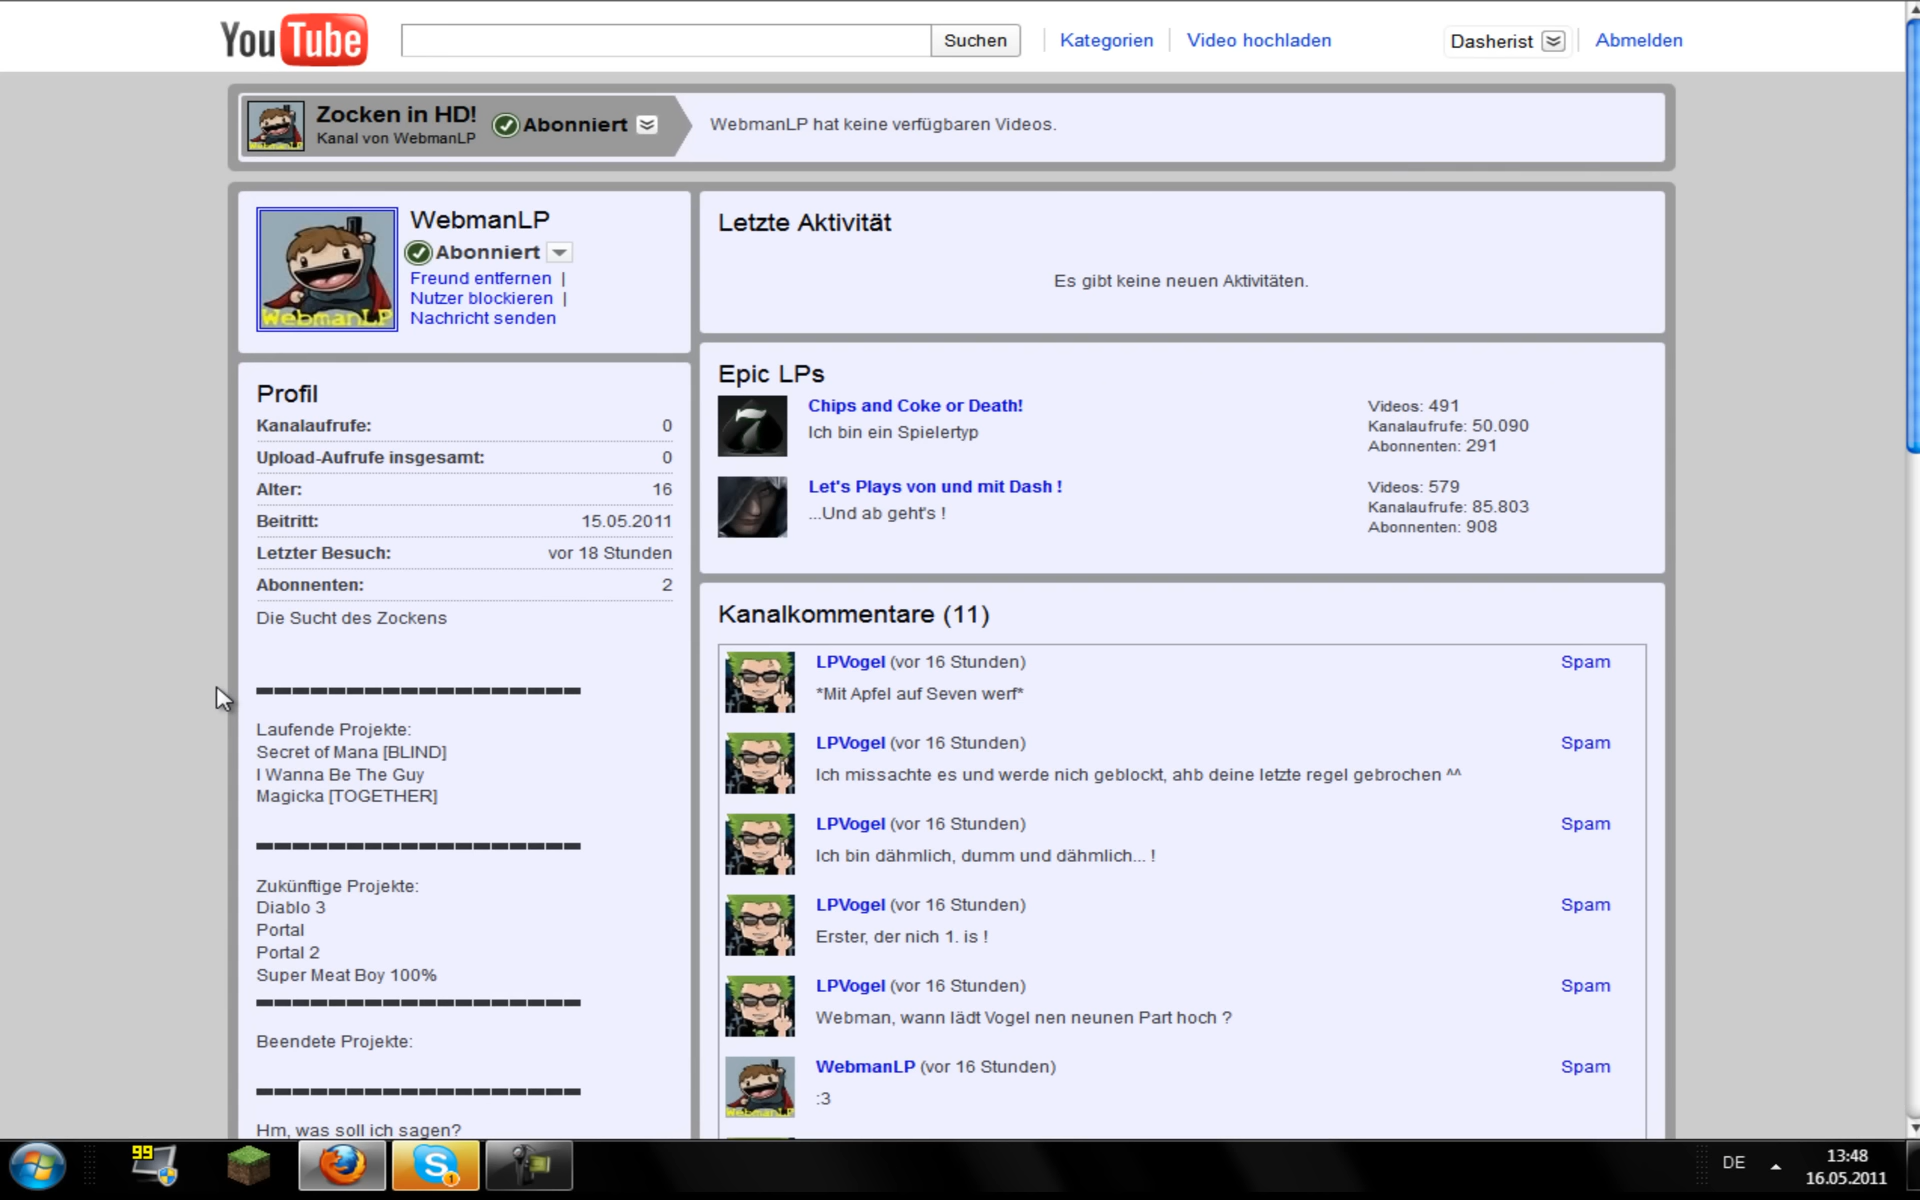 YouTube
Suchen
Kategorien
Video hochladen
Dasherist
Abmelden
Zocken in HD!
Kanal von WebmanLP
Abonniert
WebmanLP hat keine verfügbaren Videos.
WebmanLP
WebmanLP
Abonniert
Freund entfernen |
Nutzer blockieren |
Nachricht senden
Profil
Kanalaufrufe: 0
Upload-Aufrufe insgesamt: 0
Alter: 16
Beitritt: 15.05.2011
Letzter Besuch: vor 18 Stunden
Abonnenten: 2
Die Sucht des Zockens
Laufende Projekte:
Secret of Mana [BLIND]
I Wanna Be The Guy
Magicka [TOGETHER]
Zukünftige Projekte:
Diablo 3
Portal
Portal 2
Super Meat Boy 100%
Beendete Projekte:
Hm, was soll ich sagen?
Letzte Aktivität
Es gibt keine neuen Aktivitäten.
Epic LPs
7
Chips and Coke or Death!
Ich bin ein Spielertyp
Videos: 491
Kanalaufrufe: 50.090
Abonnenten: 291
Let's Plays von und mit Dash !
...Und ab geht's !
Videos: 579
Kanalaufrufe: 85.803
Abonnenten: 908
Kanalkommentare (11)
LPVogel (vor 16 Stunden) Spam
*Mit Apfel auf Seven werf*
LPVogel (vor 16 Stunden) Spam
Ich missachte es und werde nich geblockt, ahb deine letzte regel gebrochen ^^
LPVogel (vor 16 Stunden) Spam
Ich bin dähmlich, dumm und dähmlich... !
LPVogel (vor 16 Stunden) Spam
Erster, der nich 1. is !
LPVogel (vor 16 Stunden) Spam
Webman, wann lädt Vogel nen neunen Part hoch ?
WebmanLP (vor 16 Stunden) Spam
:3
WebmanLP
99
S
1
DE
13:48
16.05.2011